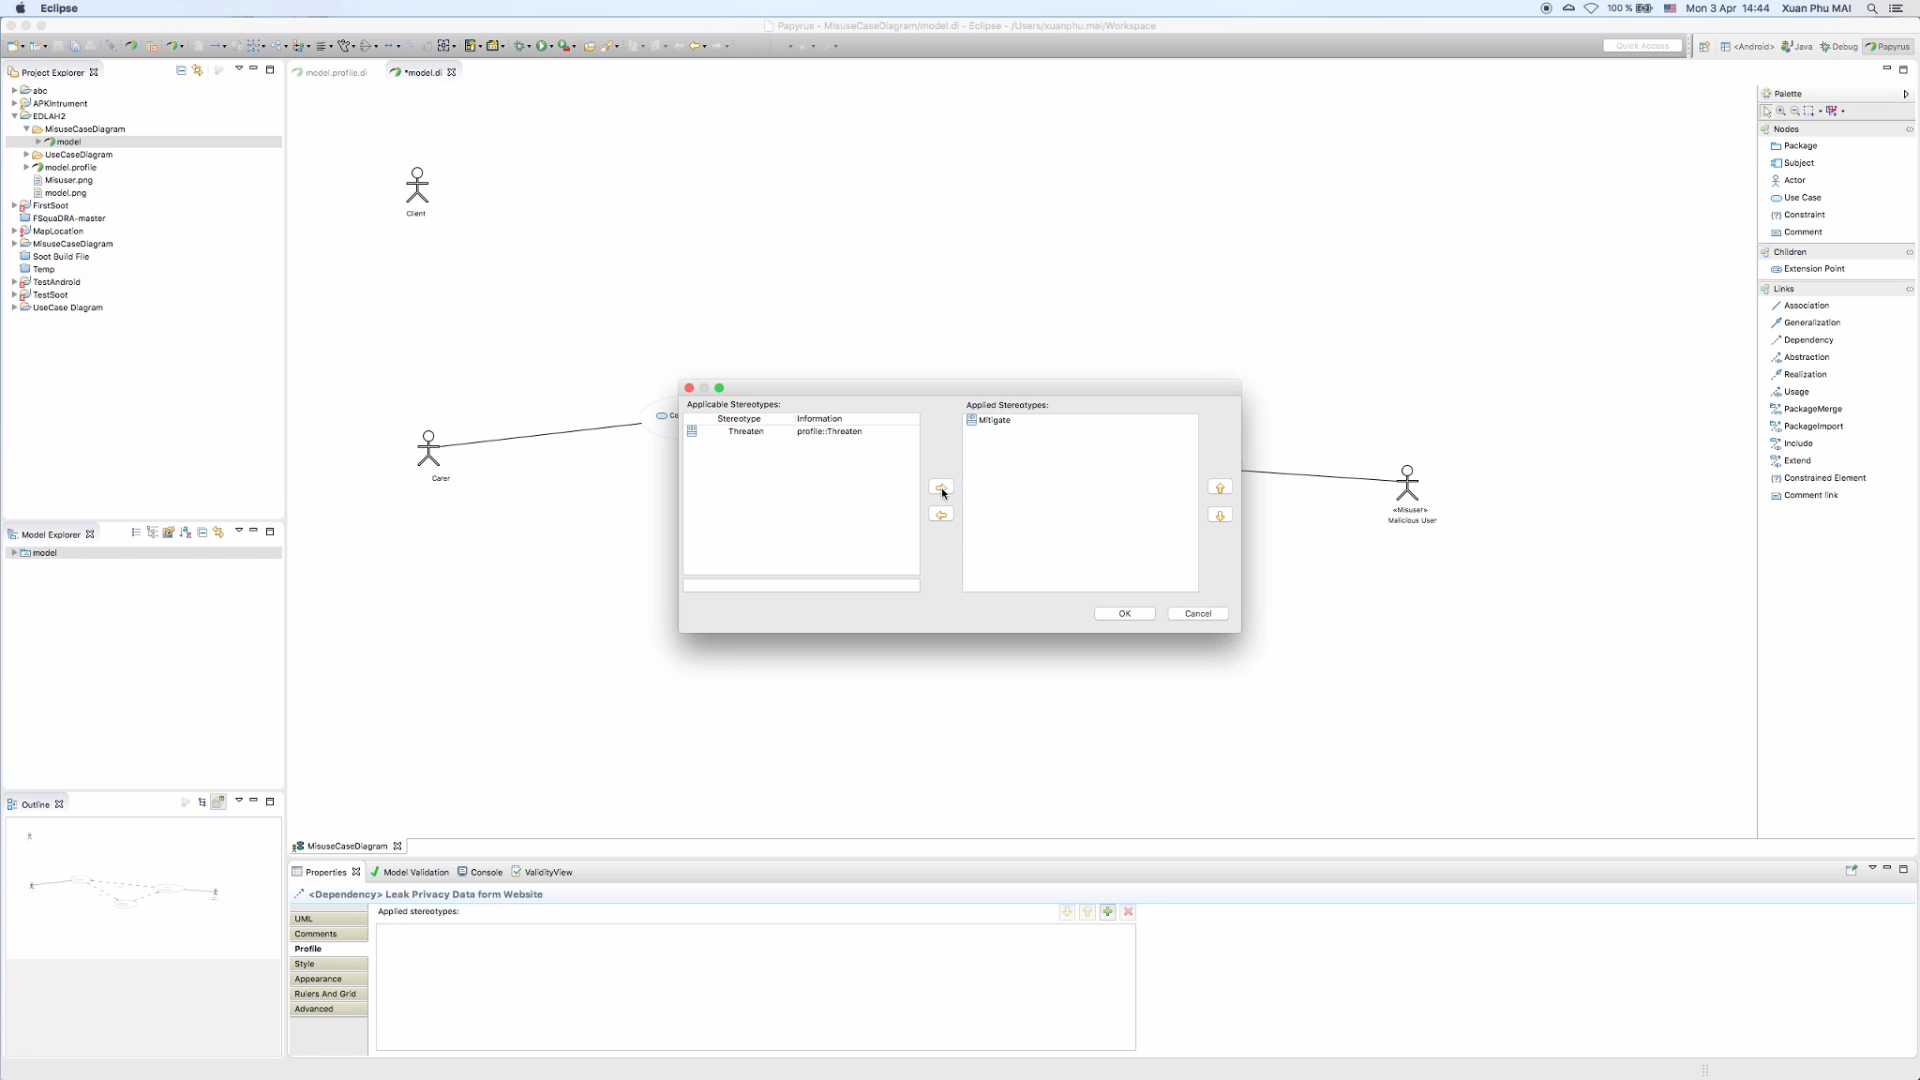 Eclipse
100 %
Mon 3 Apr 14:44
Xuan Phu MAI
Papyrus - MisuseCaseDiagram/model.di - Eclipse - /Users/xuanphu.mai/Workspace
Quick Access
<Android>
Java
Debug
Papyrus
Project Explorer
model.profile.di
*model.di
abc
APKIntrument
EDLAH2
MisuseCaseDiagram
model
UseCaseDiagram
model.profile
Misuser.png
model.png
FirstSoot
FSquaDRA-master
MapLocation
MisuseCaseDiagram
Soot Build File
Temp
TestAndroid
TestSoot
UseCase Diagram
Model Explorer
model
Outline
Client
Carer
Co
«Misuser»
Malicious User
Applicable Stereotypes:
Stereotype Information
Threaten profile::Threaten
Applied Stereotypes:
Mitigate
OK
Cancel
Palette
Nodes
Package
Subject
Actor
Use Case
Constraint
Comment
Children
Extension Point
Links
Association
Generalization
Dependency
Abstraction
Realization
Usage
PackageMerge
PackageImport
Include
Extend
Constrained Element
Comment link
MisuseCaseDiagram
Properties
Model Validation
Console
ValidityView
<Dependency> Leak Privacy Data form Website
UML
Comments
Profile
Style
Appearance
Rulers And Grid
Advanced
Applied stereotypes: